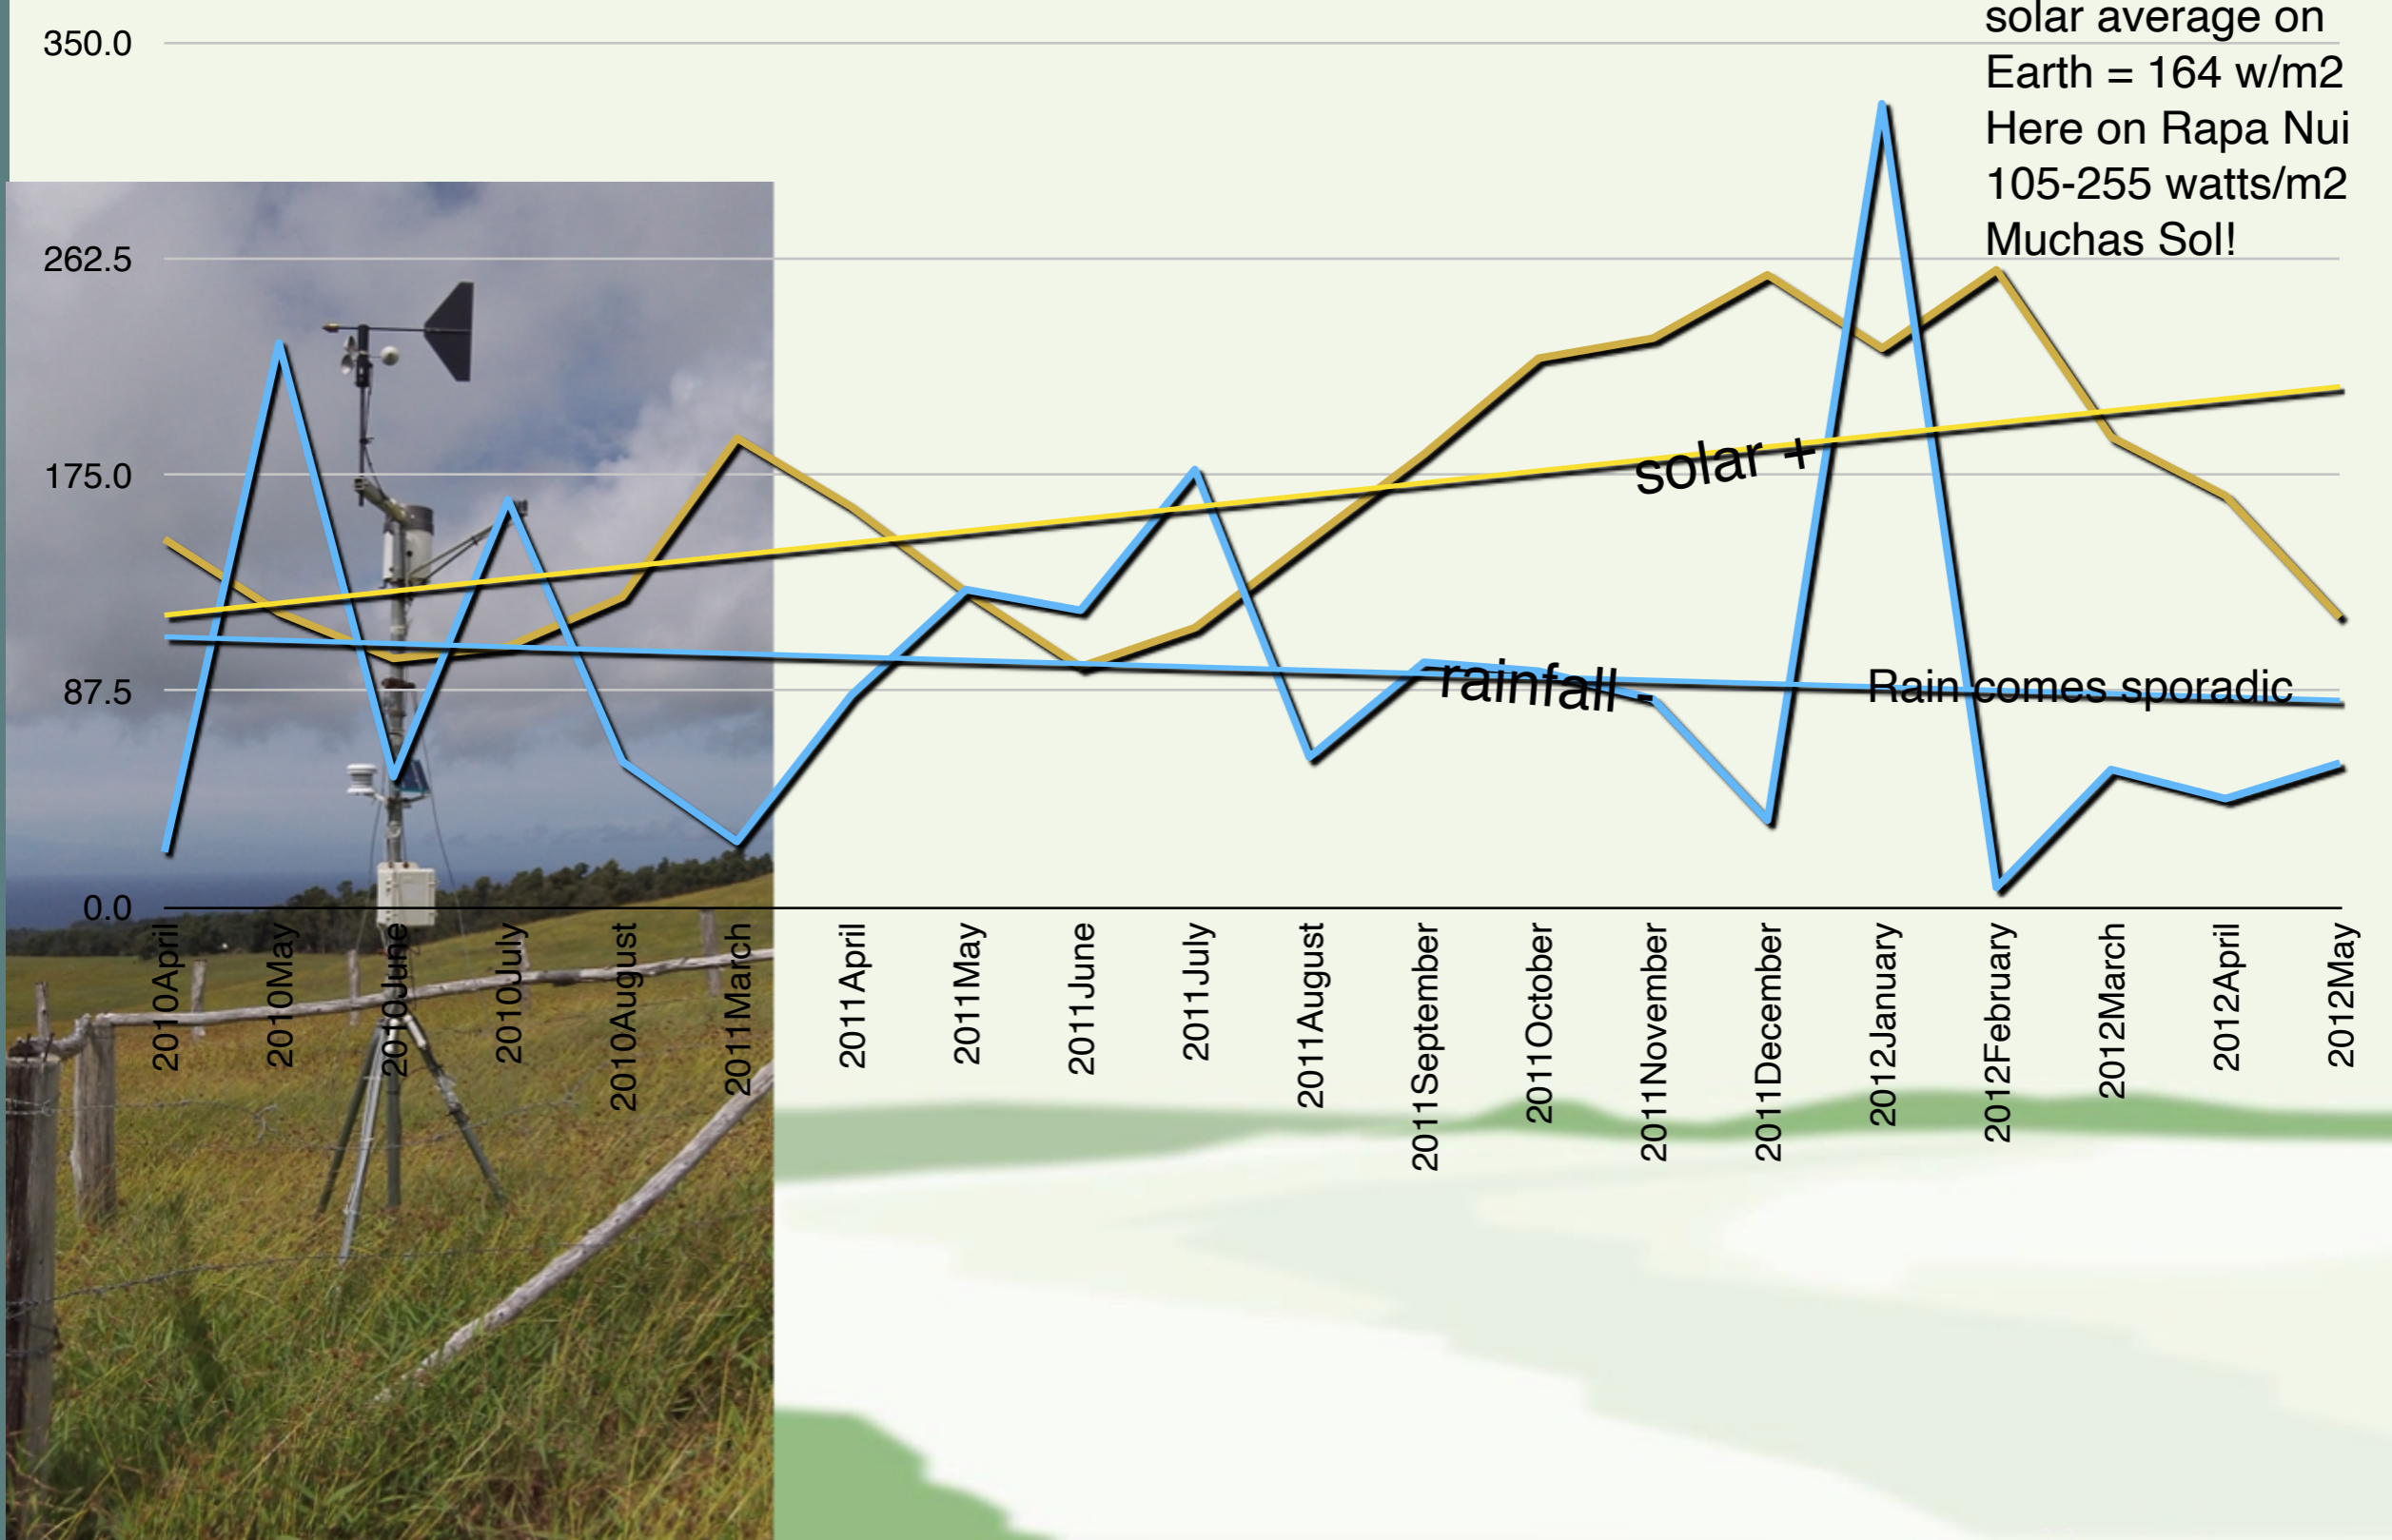 solar average on
Earth = 164 w/m2
Here on Rapa Nui
105-255 watts/m2
Muchas Sol!
350.0
262.5
175.0
87.5
0.0
solar +
rainfall -
Rain comes sporadic
2010April
2010May
2010June
2010July
2010August
2011March
2011April
2011May
2011June
2011July
2011August
2011September
2011October
2011November
2011December
2012January
2012February
2012March
2012April
2012May